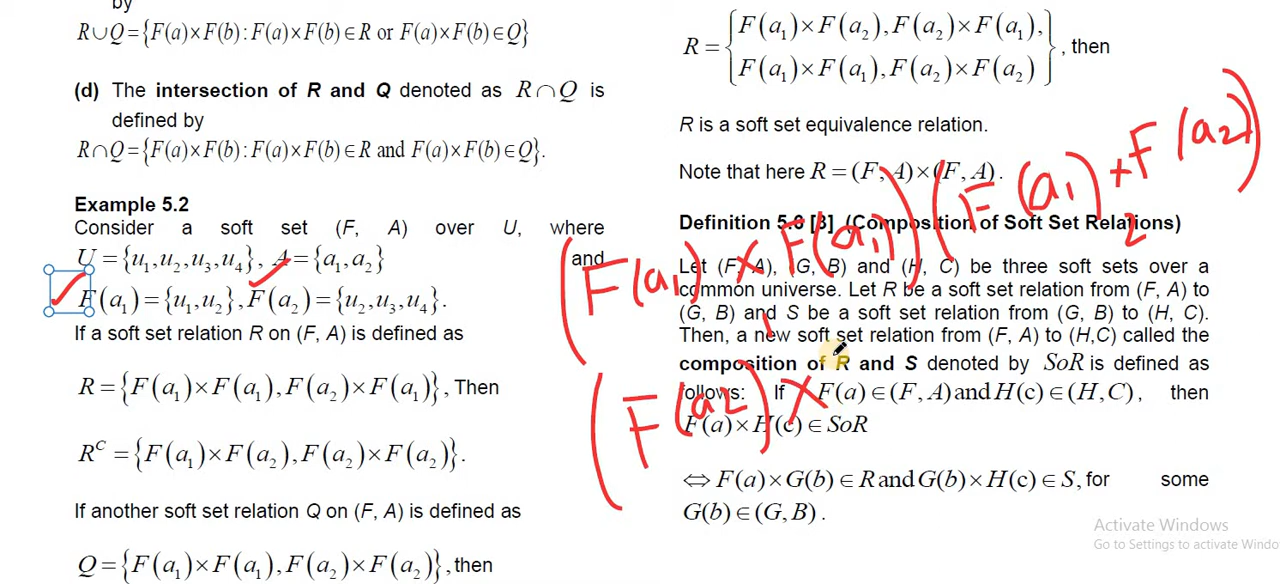 by
R∪Q={F(a)×F(b):F(a)×F(b)∈R or F(a)×F(b)∈Q}
(d) The intersection of R and Q denoted as R∩Q is
defined by
R∩Q={F(a)×F(b):F(a)×F(b)∈R and F(a)×F(b)∈Q}.
Example 5.2
Consider a soft set (F, A) over U, where
U={u₁,u₂,u₃,u₄}, A={a₁,a₂} and
F(a₁)={u₁,u₂}, F(a₂)={u₂,u₃,u₄}.
If a soft set relation R on (F, A) is defined as
R={F(a₁)×F(a₁),F(a₂)×F(a₁)}, Then
Rᶜ={F(a₁)×F(a₂),F(a₂)×F(a₂)}.
If another soft set relation Q on (F, A) is defined as
Q={F(a₁)×F(a₁),F(a₂)×F(a₂)}, then
R={F(a₁)×F(a₂),F(a₂)×F(a₁),
F(a₁)×F(a₁),F(a₂)×F(a₂)}, then
R is a soft set equivalence relation.
Note that here R=(F,A)×(F,A).
Definition 5.6 [3] (Composition of Soft Set Relations)
Let (F, A), (G, B) and (H, C) be three soft sets over a
common universe. Let R be a soft set relation from (F, A) to
(G, B) and S be a soft set relation from (G, B) to (H, C).
Then, a new soft set relation from (F, A) to (H,C) called the
composition of R and S denoted by SoR is defined as
follows: If F(a)∈(F,A)and H(c)∈(H,C), then
F(a)×H(c)∈SoR
⇔F(a)×G(b)∈R and G(b)×H(c)∈S, for some
G(b)∈(G,B).
(F(a1) × F(a1)) (F(a1) × F(a2))
2
(F(a2) ×
Activate Windows
Go to Settings to activate Windo